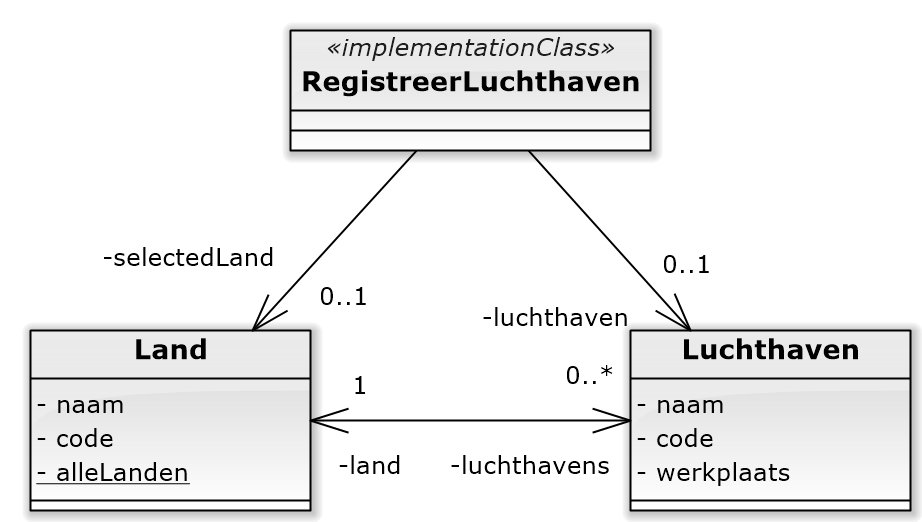 «implementationClass»
RegistreerLuchthaven
-selectedLand
0..1
0..1
-luchthaven
Land
- naam
- code
- alleLanden
1
0..*
-land
-luchthavens
Luchthaven
- naam
- code
- werkplaats